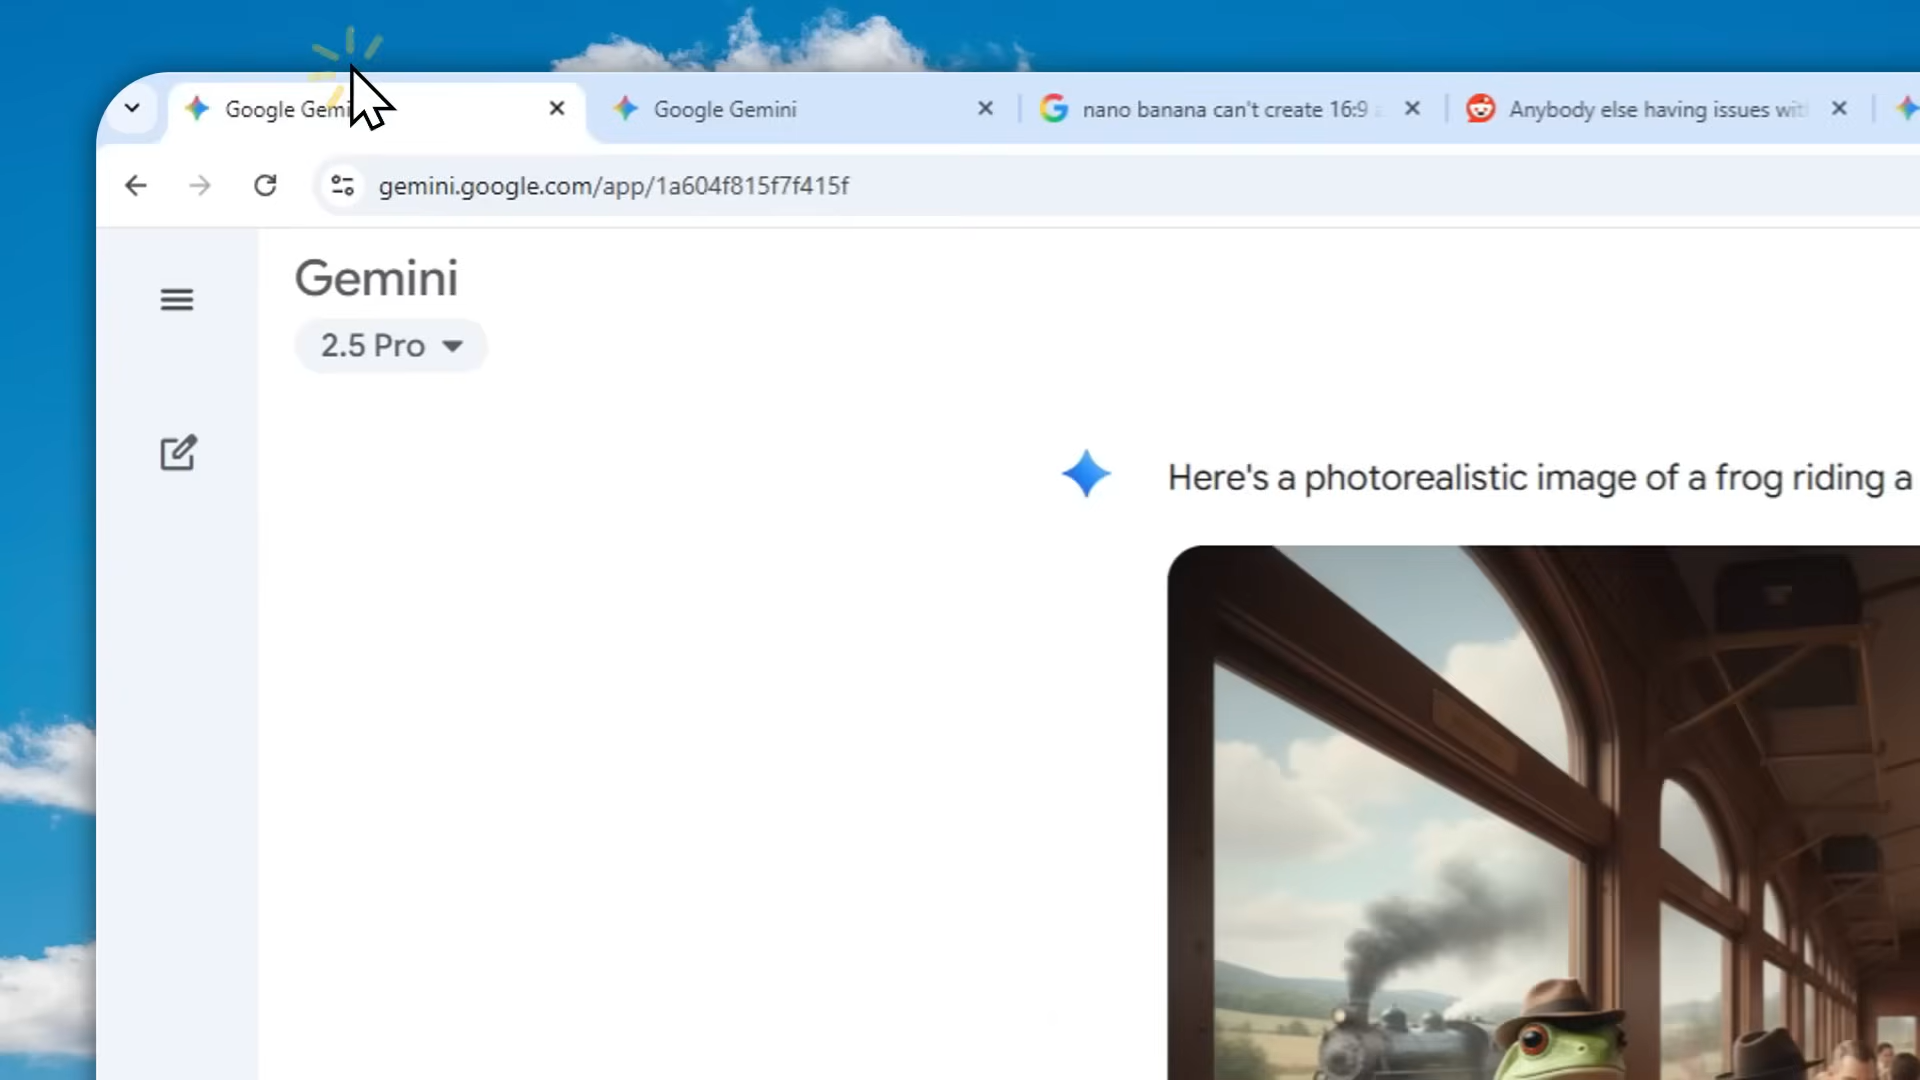 Google Gemi
Google Gemini
nano banana can't create 16:9
Anybody else having issues wit
gemini.google.com/app/1a604f815f7f415f
Gemini
2.5 Pro
Here's a photorealistic image of a frog riding a